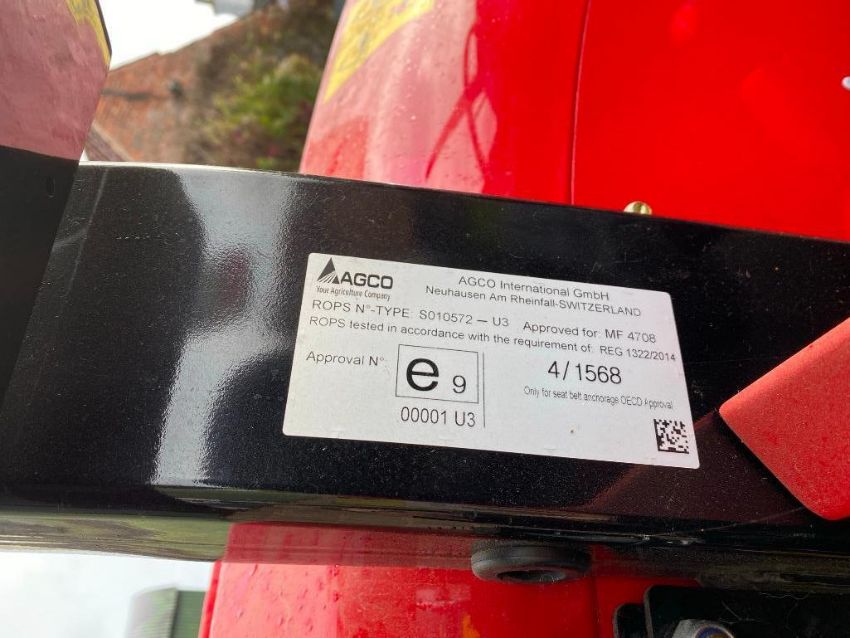 AGCO
Your Agriculture Company
AGCO International GmbH
Neuhausen Am Rheinfall-SWITZERLAND
ROPS N°-TYPE: S010572 - U3 Approved for: MF 4708
ROPS tested in accordance with the requirement of: REG 1322/2014
Approval N°
e 9
00001 U3
4/1568
Only for seat belt anchorage OECD Approval